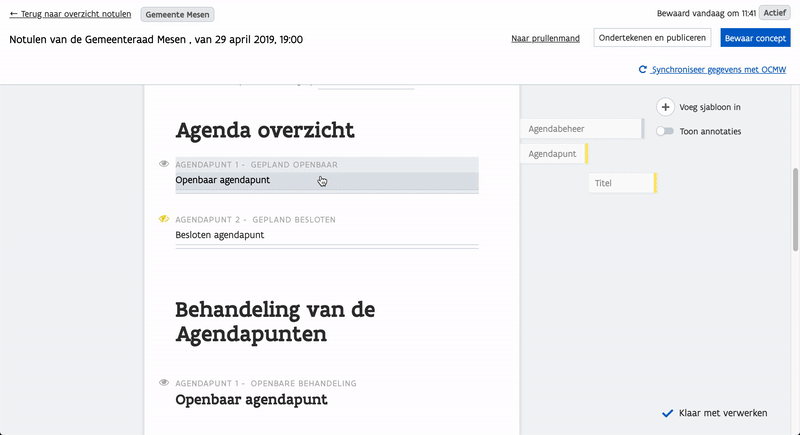 ← Terug naar overzicht notulen
Gemeente Mesen
Bewaard vandaag om 11:41
Actief
Notulen van de Gemeenteraad Mesen , van 29 april 2019, 19:00
Naar prullenmand
Ondertekenen en publiceren
Bewaar concept
Synchroniseer gegevens met OCMW
Agenda overzicht
AGENDAPUNT 1 - GEPLAND OPENBAAR
Openbaar agendapunt
AGENDAPUNT 2 - GEPLAND BESLOTEN
Besloten agendapunt
Behandeling van de
Agendapunten
AGENDAPUNT 1 - OPENBARE BEHANDELING
Openbaar agendapunt
Agendabeheer
Agendapunt
Titel
Voeg sjabloon in
Toon annotaties
Klaar met verwerken